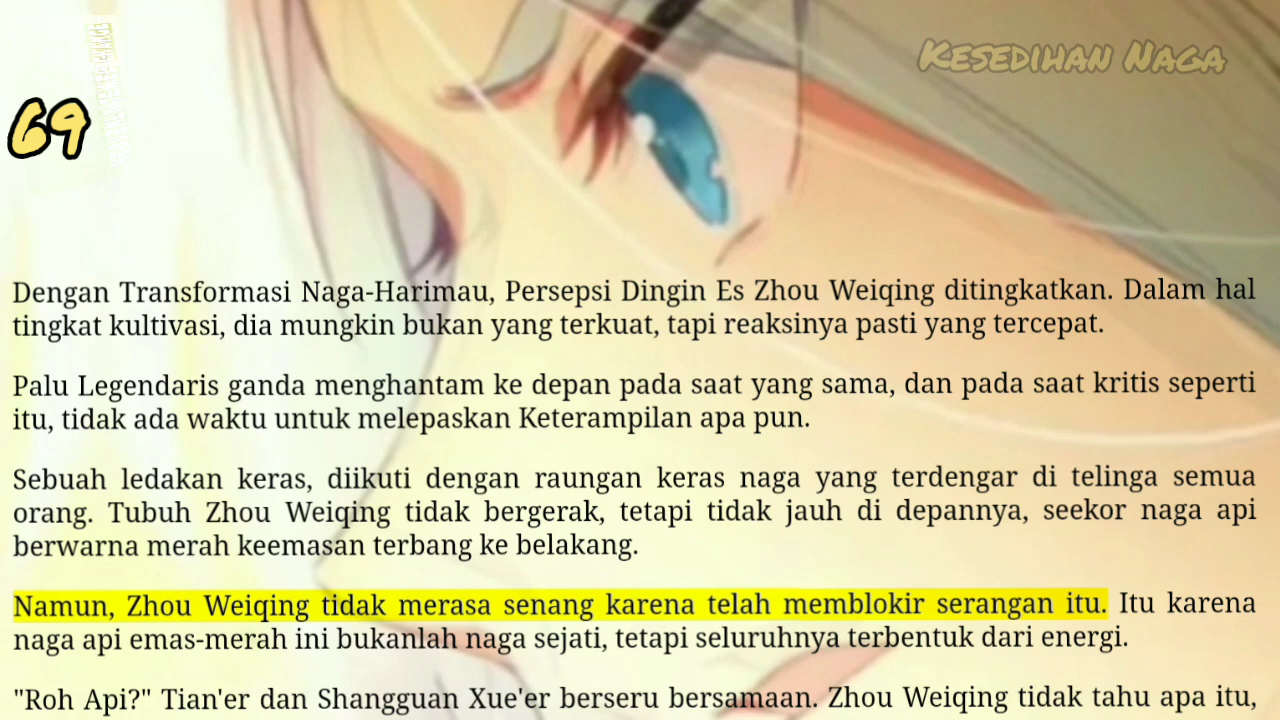 Kesedihan Naga
69
Dengan Transformasi Naga-Harimau, Persepsi Dingin Es Zhou Weiqing ditingkatkan. Dalam hal
tingkat kultivasi, dia mungkin bukan yang terkuat, tapi reaksinya pasti yang tercepat.
Palu Legendaris ganda menghantam ke depan pada saat yang sama, dan pada saat kritis seperti
itu, tidak ada waktu untuk melepaskan Keterampilan apa pun.
Sebuah ledakan keras, diikuti dengan raungan keras naga yang terdengar di telinga semua
orang. Tubuh Zhou Weiqing tidak bergerak, tetapi tidak jauh di depannya, seekor naga api
berwarna merah keemasan terbang ke belakang.
Namun, Zhou Weiqing tidak merasa senang karena telah memblokir serangan itu. Itu karena
naga api emas-merah ini bukanlah naga sejati, tetapi seluruhnya terbentuk dari energi.
"Roh Api?" Tian'er dan Shangguan Xue'er berseru bersamaan. Zhou Weiqing tidak tahu apa itu,